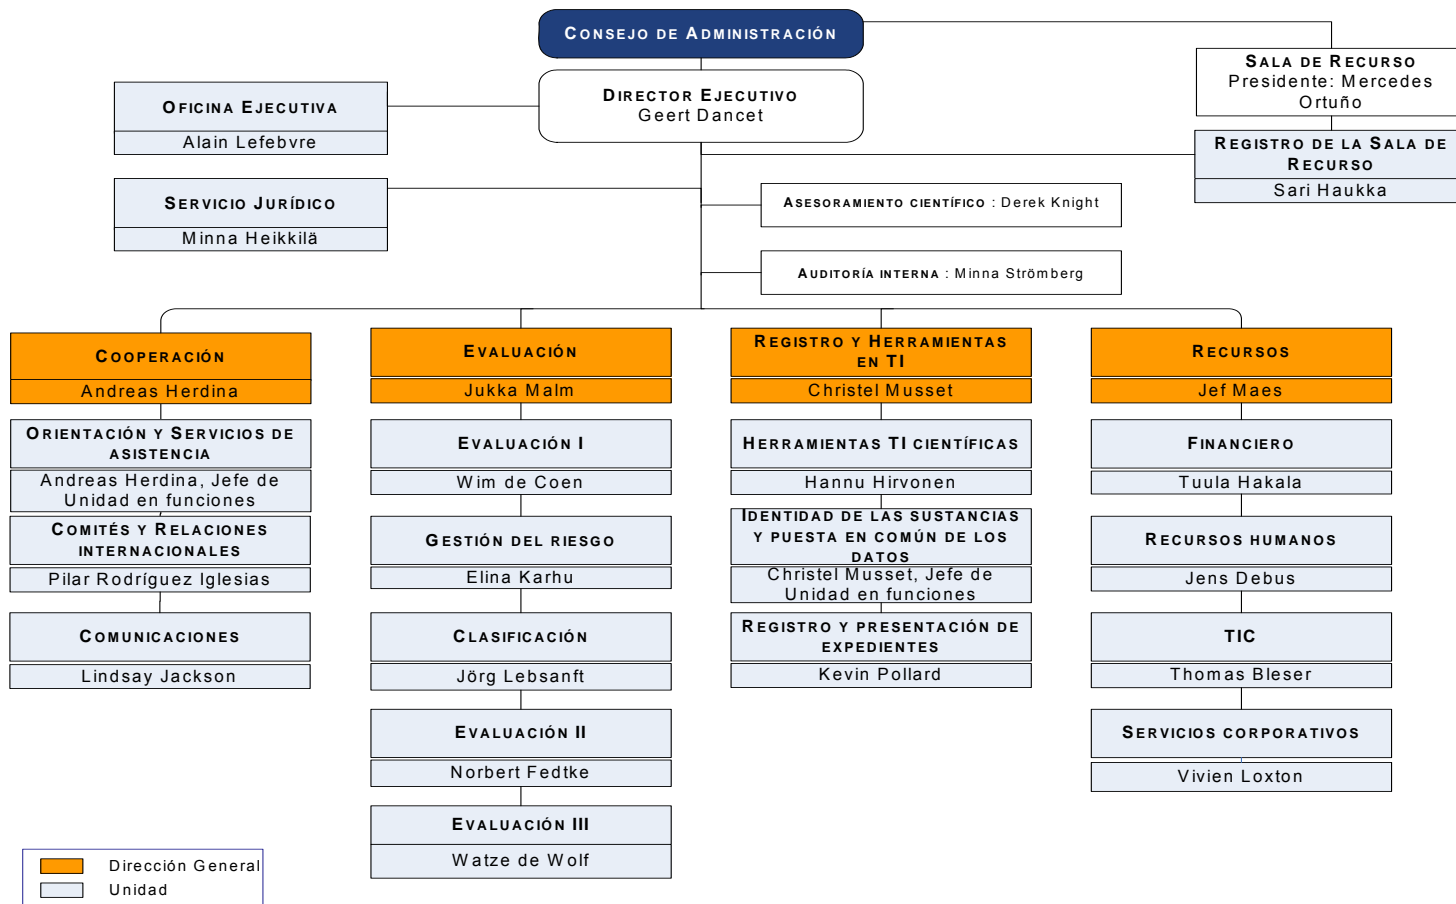 CONSEJO DE ADMINISTRACIÓN
SALA DE RECURSO
Presidente: Mercedes
Ortuño
DIRECTOR EJECUTIVO
Geert Dancet
OFICINA EJECUTIVA
Alain Lefebvre
REGISTRO DE LA SALA DE
RECURSO
Sari Haukka
SERVICIO JURÍDICO
Minna Heikkilä
ASESORAMIENTO CIENTÍFICO : Derek Knight
AUDITORÍA INTERNA : Minna Strömberg
COOPERACIÓN
Andreas Herdina
ORIENTACIÓN Y SERVICIOS DE
ASISTENCIA
Andreas Herdina, Jefe de
Unidad en funciones
COMITÉS Y RELACIONES
INTERNACIONALES
Pilar Rodríguez Iglesias
COMUNICACIONES
Lindsay Jackson
EVALUACIÓN
Jukka Malm
EVALUACIÓN I
Wim de Coen
GESTIÓN DEL RIESGO
Elina Karhu
CLASIFICACIÓN
Jörg Lebsanft
EVALUACIÓN II
Norbert Fedtke
EVALUACIÓN III
Watze de Wolf
REGISTRO Y HERRAMIENTAS
EN TI
Christel Musset
HERRAMIENTAS TI CIENTÍFICAS
Hannu Hirvonen
IDENTIDAD DE LAS SUSTANCIAS
Y PUESTA EN COMÚN DE LOS
DATOS
Christel Musset, Jefe de
Unidad en funciones
REGISTRO Y PRESENTACIÓN DE
EXPEDIENTES
Kevin Pollard
RECURSOS
Jef Maes
FINANCIERO
Tuula Hakala
RECURSOS HUMANOS
Jens Debus
TIC
Thomas Bleser
SERVICIOS CORPORATIVOS
Vivien Loxton
Dirección General
Unidad